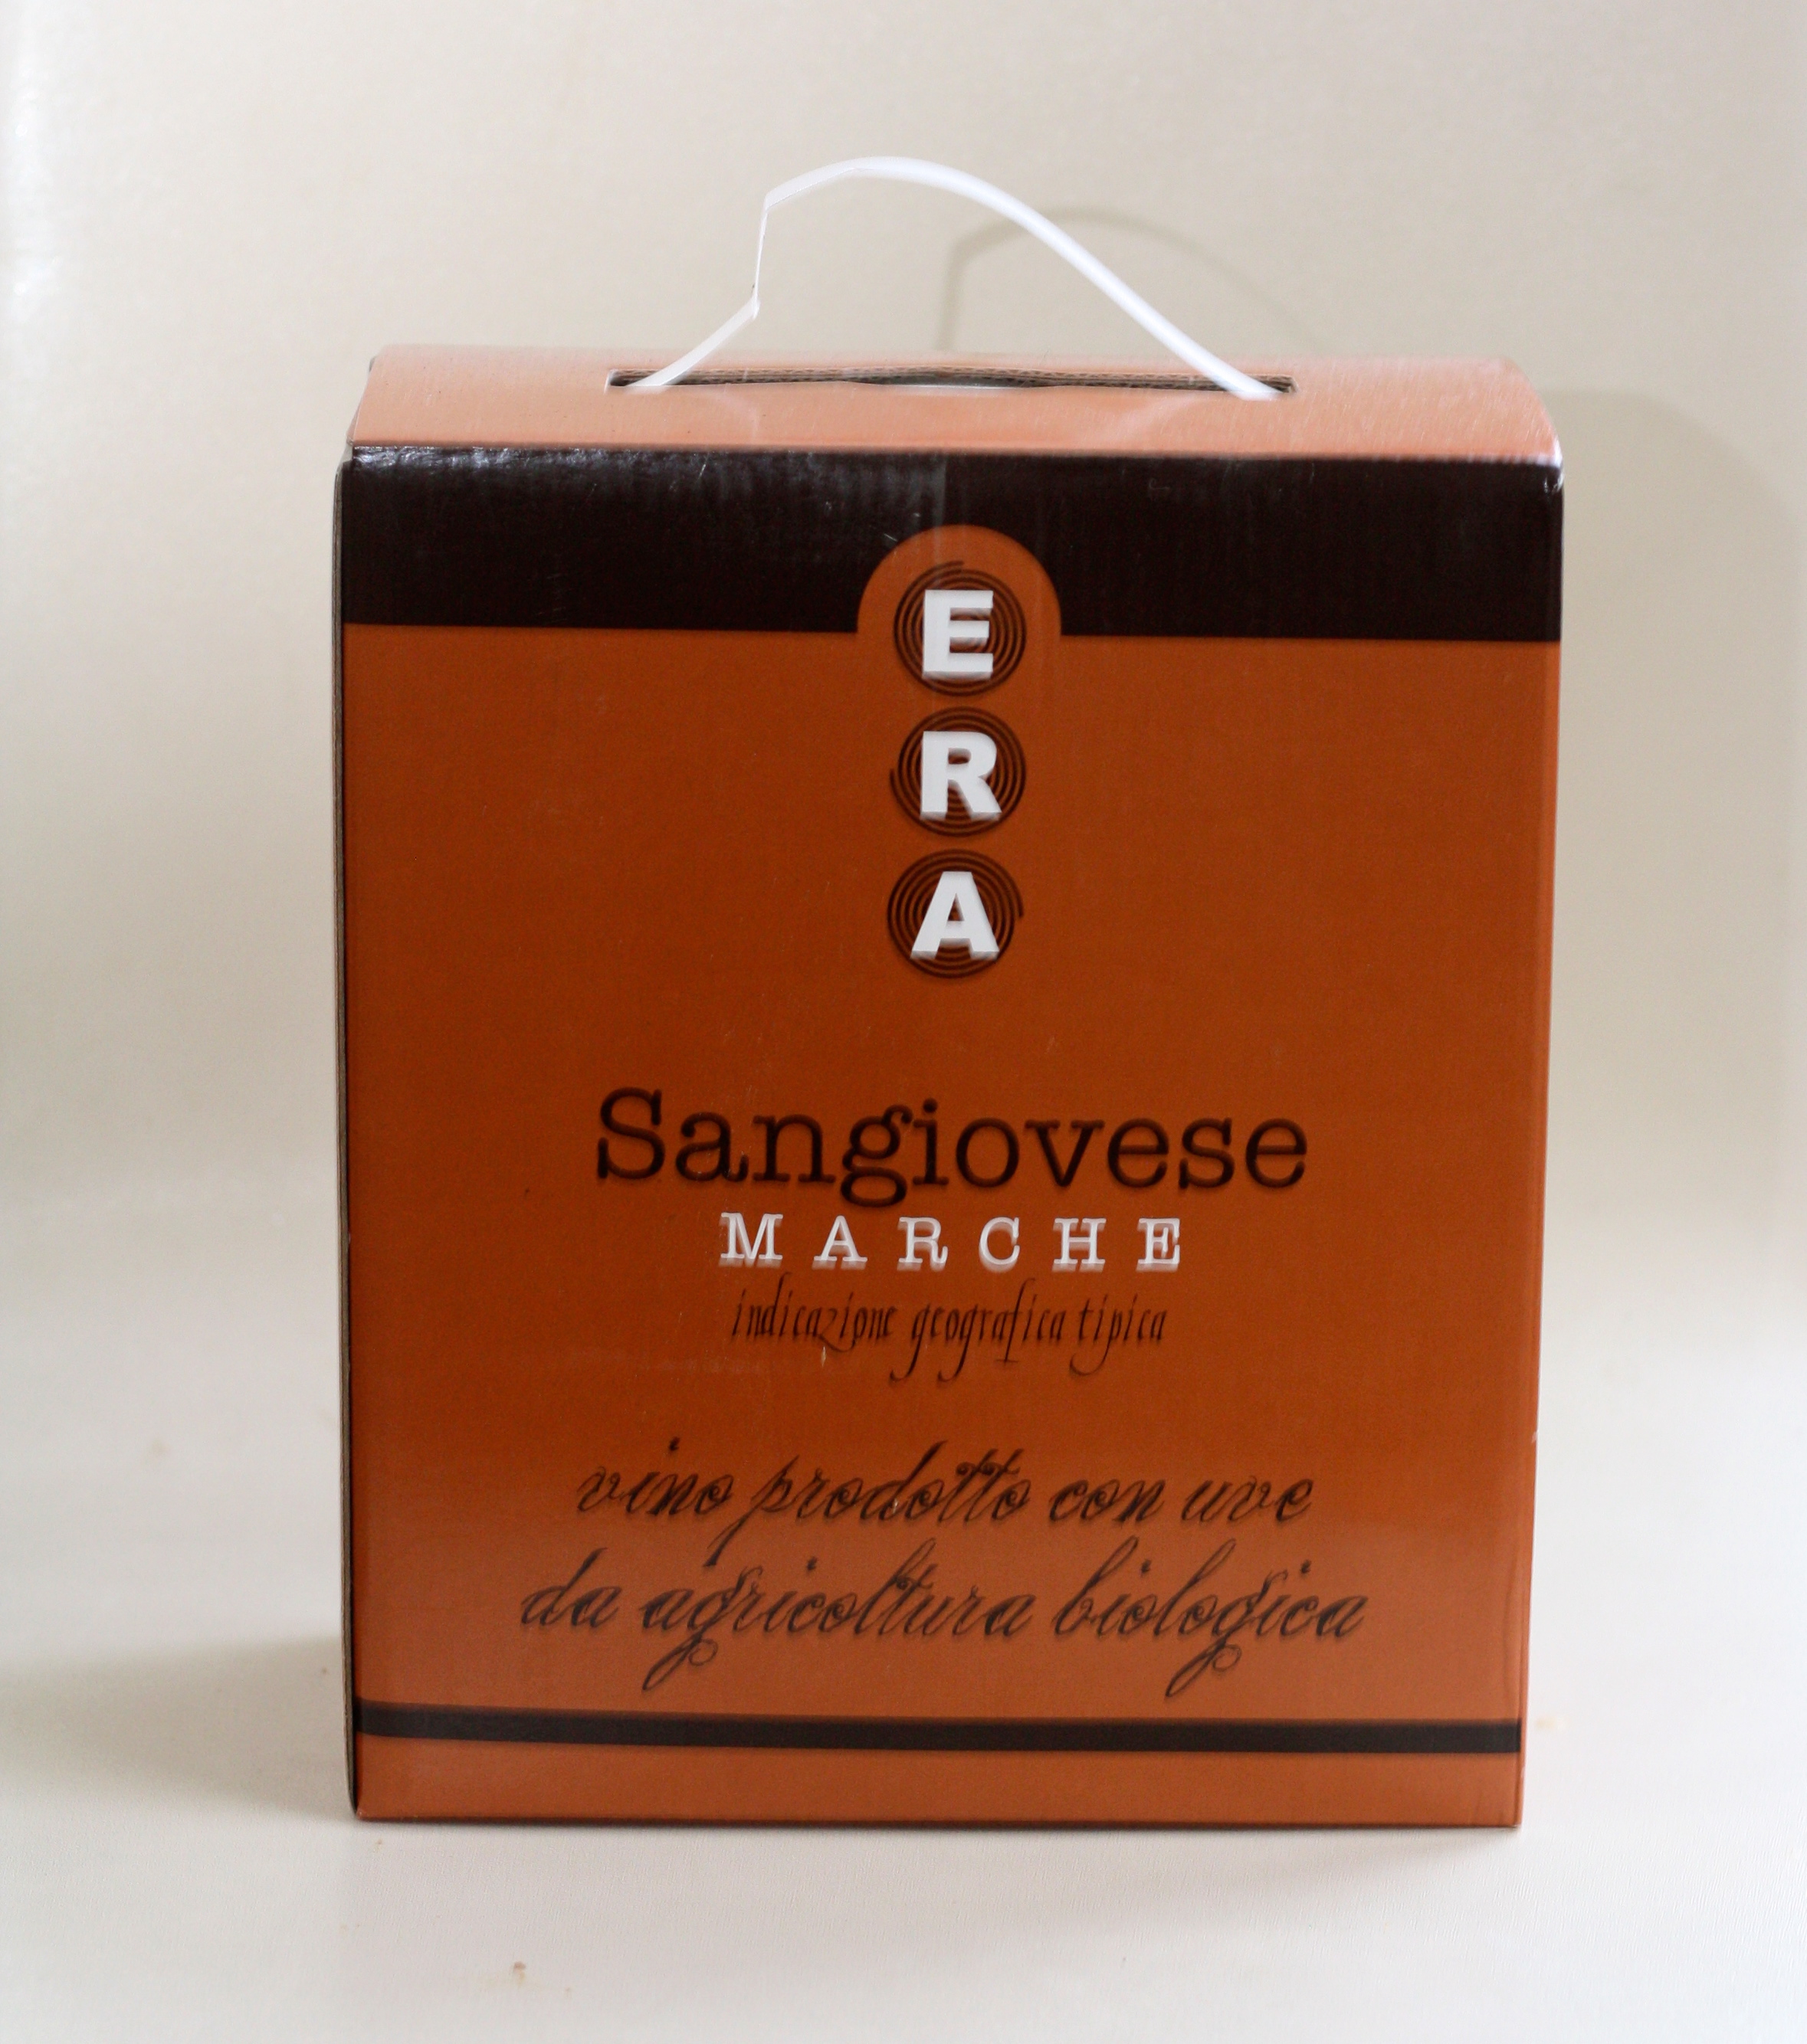 E
R
A
Sangiovese
MARCHE
indicazione geografica tipica
vino prodotto con uve
da agricoltura biologica